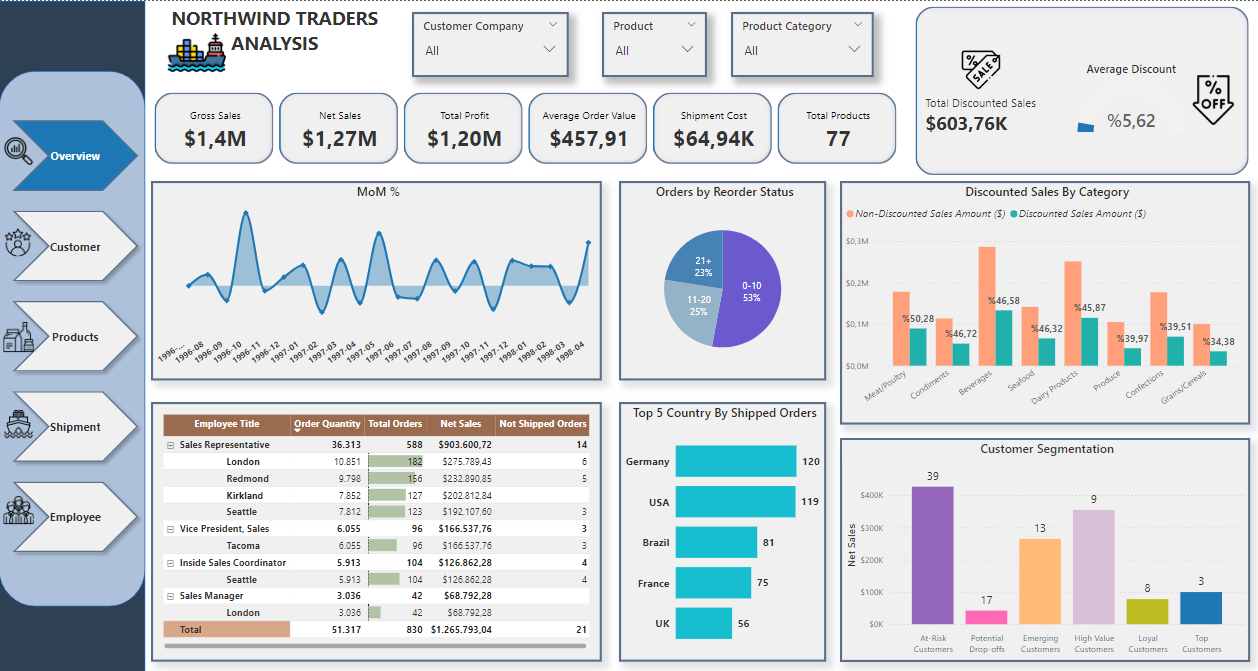 NORTHWIND TRADERS
ANALYSIS
Customer Company
All
Product
All
Product Category
All
Total Discounted Sales
$603,76K
Average Discount
%5,62
% OFF
SALE
%
Gross Sales
$1,4M
Net Sales
$1,27M
Total Profit
$1,20M
Average Order Value
$457,91
Shipment Cost
$64,94K
Total Products
77
Overview
Customer
Products
Shipment
Employee
MoM %
1996-...
1996-08
1996-09
1996-10
1996-11
1996-12
1997-01
1997-02
1997-03
1997-04
1997-05
1997-06
1997-07
1997-08
1997-09
1997-10
1997-11
1997-12
1998-01
1998-02
1998-03
1998-04
Orders by Reorder Status
21+
23%
11-20
25%
0-10
53%
Discounted Sales By Category
Non-Discounted Sales Amount ($) Discounted Sales Amount ($)
$0,3M
$0,2M
$0,1M
$0,0M
%50,28
%46,72
%46,58
%46,32
%45,87
%39,97
%39,51
%34,38
Meat/Poultry
Condiments
Beverages
Seafood
Dairy Products
Produce
Confections
Grains/Cereals
Employee Title Order Quantity Total Orders Net Sales Not Shipped Orders
Sales Representative 36.313 588 $903.600,72 14
London 10.851 182 $275.789,43 6
Redmond 9.798 156 $232.890,85 5
Kirkland 7.852 127 $202.812,84
Seattle 7.812 123 $192.107,60 3
Vice President, Sales 6.055 96 $166.537,76 3
Tacoma 6.055 96 $166.537,76 3
Inside Sales Coordinator 5.913 104 $126.862,28 4
Seattle 5.913 104 $126.862,28 4
Sales Manager 3.036 42 $68.792,28
London 3.036 42 $68.792,28
Total 51.317 830 $1.265.793,04 21
Top 5 Country By Shipped Orders
Germany 120
USA 119
Brazil 81
France 75
UK 56
Customer Segmentation
Net Sales
$400K
$300K
$200K
$100K
$0K
39
17
13
9
8
3
At-Risk Customers
Potential Drop-offs
Emerging Customers
High Value Customers
Loyal Customers
Top Customers